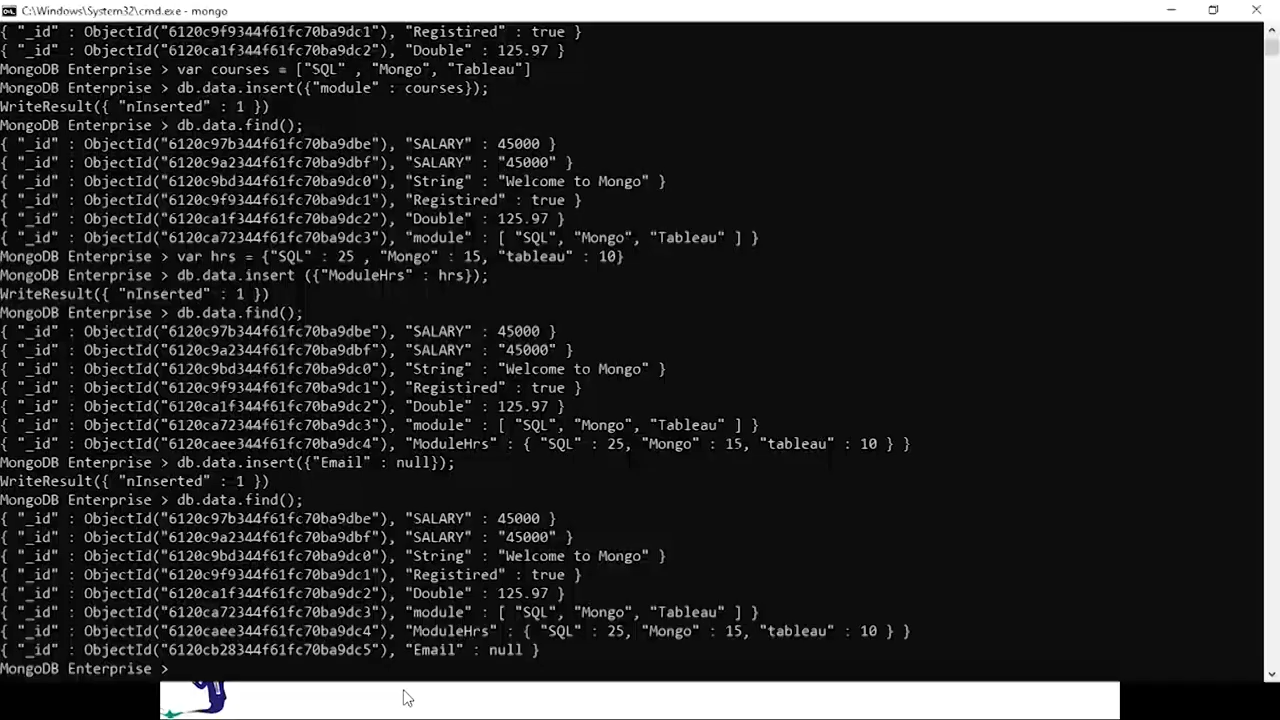 C:\Windows\System32\cmd.exe - mongo
{ "_id" : ObjectId("6120c9f9344f61fc70ba9dc1"), "Registired" : true }
{ "_id" : ObjectId("6120ca1f344f61fc70ba9dc2"), "Double" : 125.97 }
MongoDB Enterprise > var courses = ["SQL" , "Mongo", "Tableau"]
MongoDB Enterprise > db.data.insert({"module" : courses});
WriteResult({ "nInserted" : 1 })
MongoDB Enterprise > db.data.find();
{ "_id" : ObjectId("6120c97b344f61fc70ba9dbe"), "SALARY" : 45000 }
{ "_id" : ObjectId("6120c9a2344f61fc70ba9dbf"), "SALARY" : "45000" }
{ "_id" : ObjectId("6120c9bd344f61fc70ba9dc0"), "String" : "Welcome to Mongo" }
{ "_id" : ObjectId("6120c9f9344f61fc70ba9dc1"), "Registired" : true }
{ "_id" : ObjectId("6120ca1f344f61fc70ba9dc2"), "Double" : 125.97 }
{ "_id" : ObjectId("6120ca72344f61fc70ba9dc3"), "module" : [ "SQL", "Mongo", "Tableau" ] }
MongoDB Enterprise > var hrs = {"SQL" : 25 , "Mongo" : 15, "tableau" : 10}
MongoDB Enterprise > db.data.insert ({"ModuleHrs" : hrs});
WriteResult({ "nInserted" : 1 })
MongoDB Enterprise > db.data.find();
{ "_id" : ObjectId("6120c97b344f61fc70ba9dbe"), "SALARY" : 45000 }
{ "_id" : ObjectId("6120c9a2344f61fc70ba9dbf"), "SALARY" : "45000" }
{ "_id" : ObjectId("6120c9bd344f61fc70ba9dc0"), "String" : "Welcome to Mongo" }
{ "_id" : ObjectId("6120c9f9344f61fc70ba9dc1"), "Registired" : true }
{ "_id" : ObjectId("6120ca1f344f61fc70ba9dc2"), "Double" : 125.97 }
{ "_id" : ObjectId("6120ca72344f61fc70ba9dc3"), "module" : [ "SQL", "Mongo", "Tableau" ] }
{ "_id" : ObjectId("6120caee344f61fc70ba9dc4"), "ModuleHrs" : { "SQL" : 25, "Mongo" : 15, "tableau" : 10 } }
MongoDB Enterprise > db.data.insert({"Email" : null});
WriteResult({ "nInserted" : 1 })
MongoDB Enterprise > db.data.find();
{ "_id" : ObjectId("6120c97b344f61fc70ba9dbe"), "SALARY" : 45000 }
{ "_id" : ObjectId("6120c9a2344f61fc70ba9dbf"), "SALARY" : "45000" }
{ "_id" : ObjectId("6120c9bd344f61fc70ba9dc0"), "String" : "Welcome to Mongo" }
{ "_id" : ObjectId("6120c9f9344f61fc70ba9dc1"), "Registired" : true }
{ "_id" : ObjectId("6120ca1f344f61fc70ba9dc2"), "Double" : 125.97 }
{ "_id" : ObjectId("6120ca72344f61fc70ba9dc3"), "module" : [ "SQL", "Mongo", "Tableau" ] }
{ "_id" : ObjectId("6120caee344f61fc70ba9dc4"), "ModuleHrs" : { "SQL" : 25, "Mongo" : 15, "tableau" : 10 } }
{ "_id" : ObjectId("6120cb28344f61fc70ba9dc5"), "Email" : null }
MongoDB Enterprise >